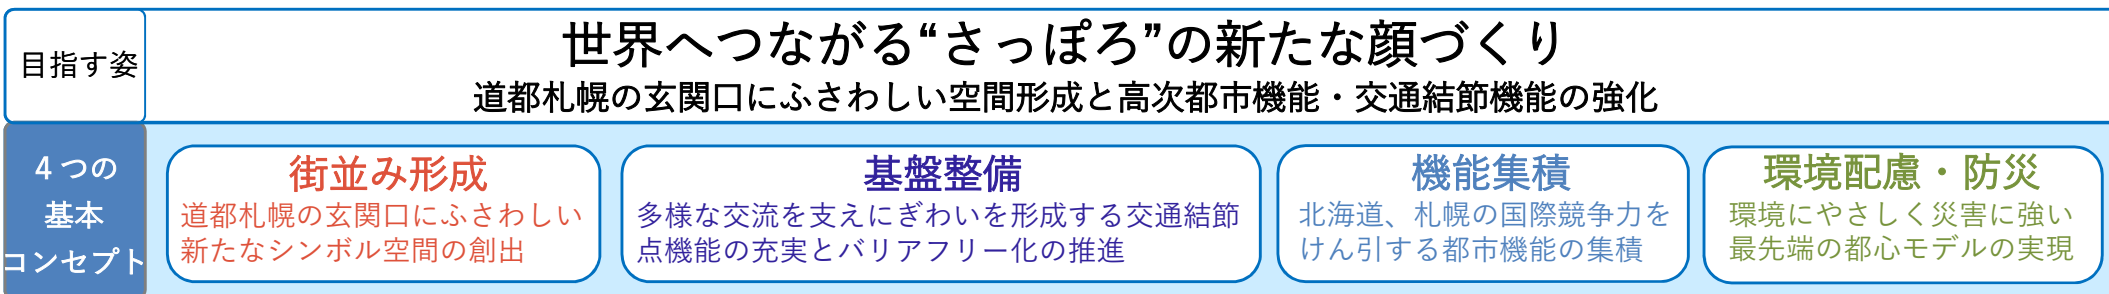 目指す姿
世界へつながる“さっぽろ”の新たな顔づくり
道都札幌の玄関口にふさわしい空間形成と高次都市機能・交通結節機能の強化
４つの
基本
コンセプト
街並み形成
道都札幌の玄関口にふさわしい
新たなシンボル空間の創出
基盤整備
多様な交流を支えにぎわいを形成する交通結節
点機能の充実とバリアフリー化の推進
機能集積
北海道、札幌の国際競争力を
けん引する都市機能の集積
環境配慮・防災
環境にやさしく災害に強い
最先端の都心モデルの実現